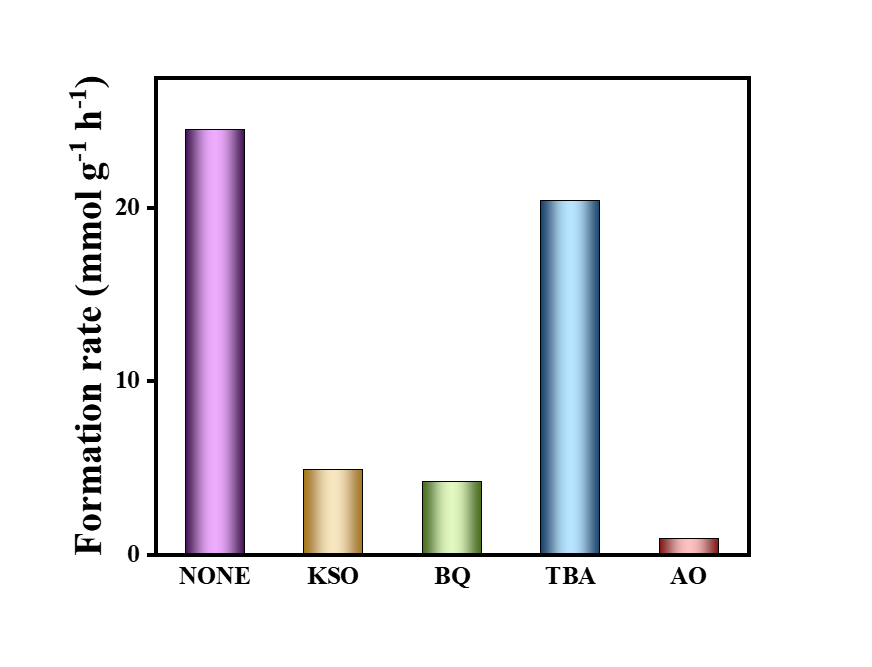 Formation rate (mmol g⁻¹ h⁻¹)
20
10
0
NONE KSO BQ TBA AO